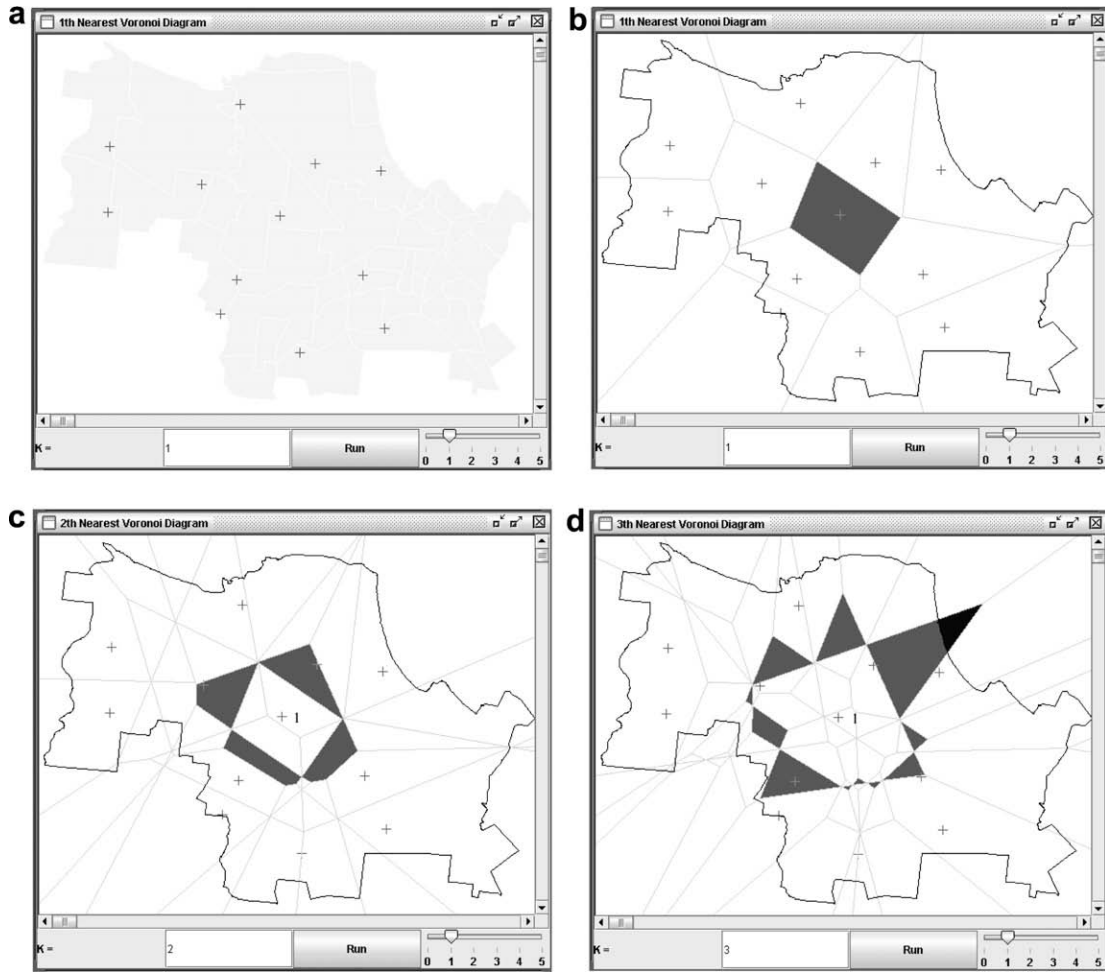 a
1th Nearest Voronoi Diagram
K =
1
Run
0 1 2 3 4 5
b
1th Nearest Voronoi Diagram
K =
1
Run
0 1 2 3 4 5
c
2th Nearest Voronoi Diagram
1
K =
2
Run
0 1 2 3 4 5
d
3th Nearest Voronoi Diagram
1
K =
3
Run
0 1 2 3 4 5